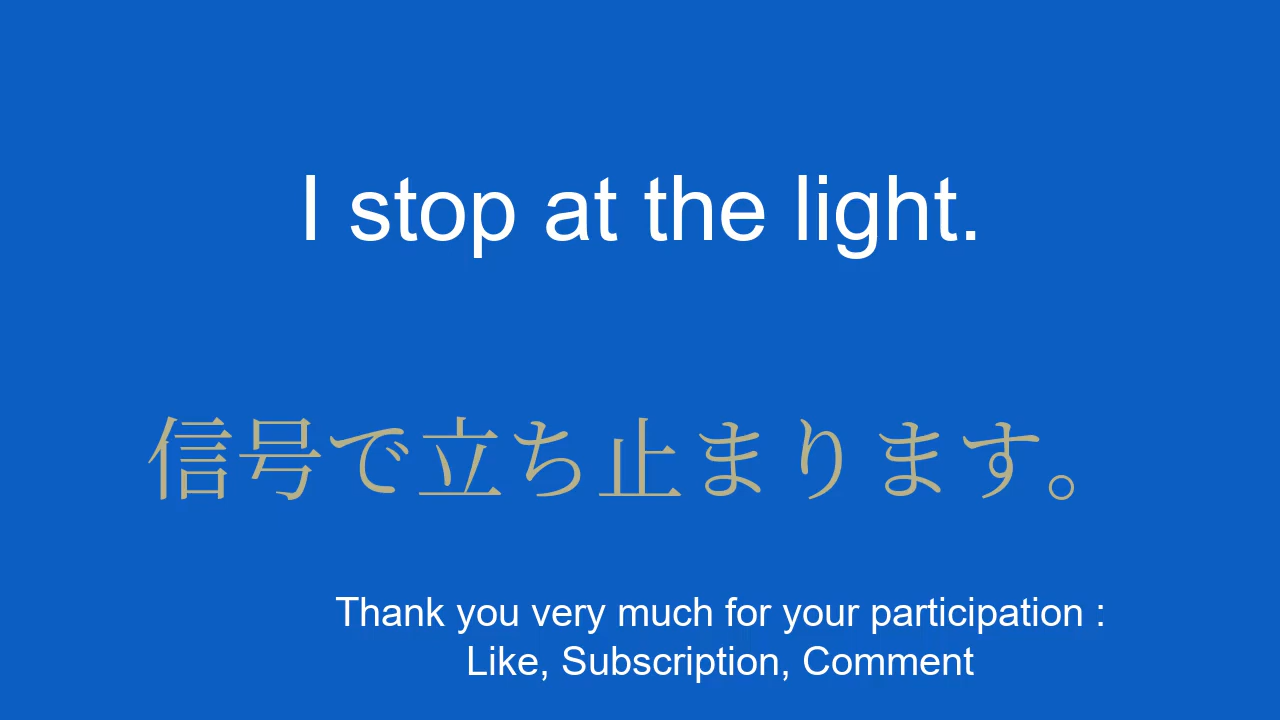 I stop at the light.
信号で立ち止まります。
Thank you very much for your participation :
Like, Subscription, Comment